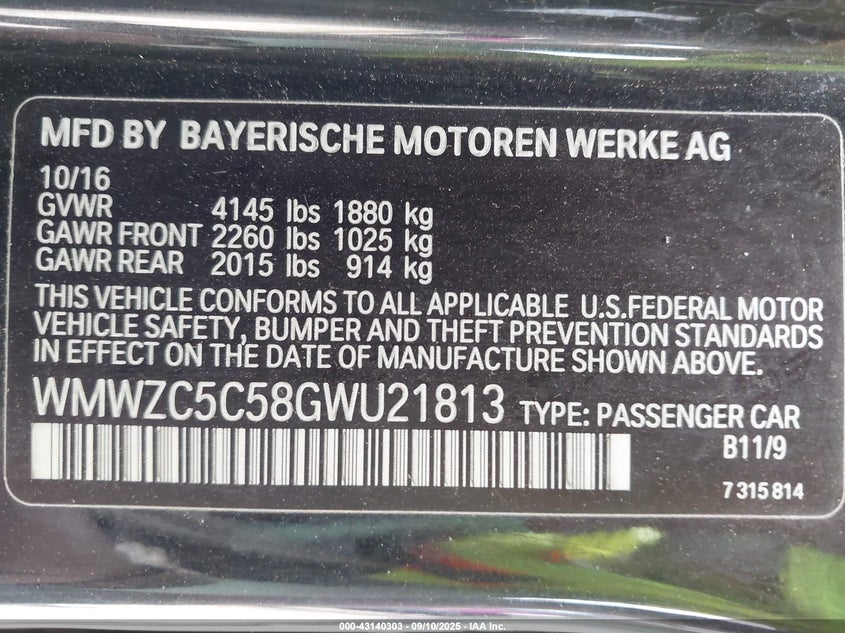 MFD BY BAYERISCHE MOTOREN WERKE AG
10/16
GVWR 4145 lbs 1880 kg
GAWR FRONT 2260 lbs 1025 kg
GAWR REAR 2015 lbs 914 kg
THIS VEHICLE CONFORMS TO ALL APPLICABLE U.S.FEDERAL MOTOR
VEHICLE SAFETY, BUMPER AND THEFT PREVENTION STANDARDS
IN EFFECT ON THE DATE OF MANUFACTURE SHOWN ABOVE.
WMWZC5C58GWU21813 TYPE: PASSENGER CAR
B11/9
7 315 814
000-43140303 - 09/10/2025 - IAA Inc.